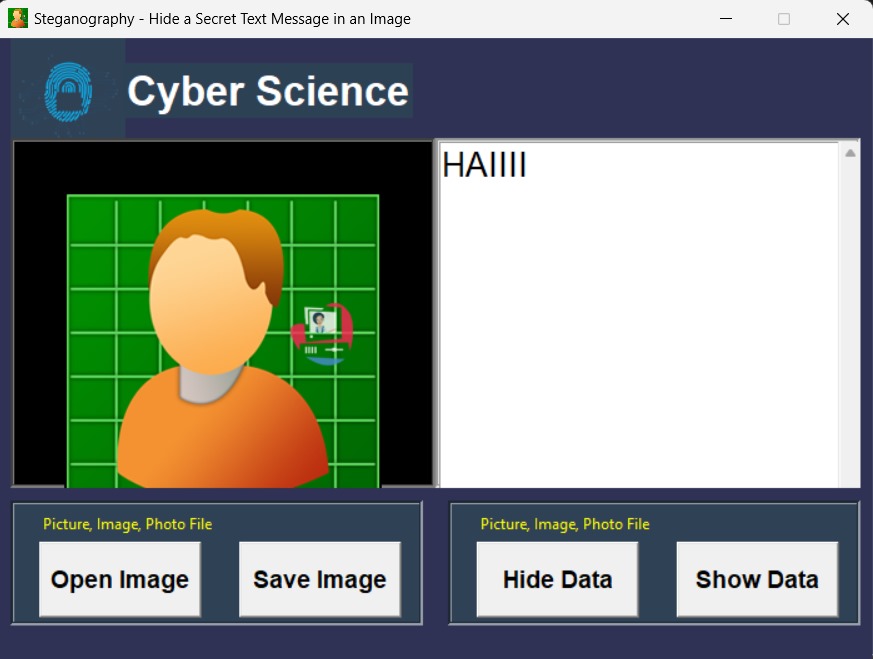 Steganography - Hide a Secret Text Message in an Image
Cyber Science
HAIIII
Picture, Image, Photo File
Open Image
Save Image
Picture, Image, Photo File
Hide Data
Show Data